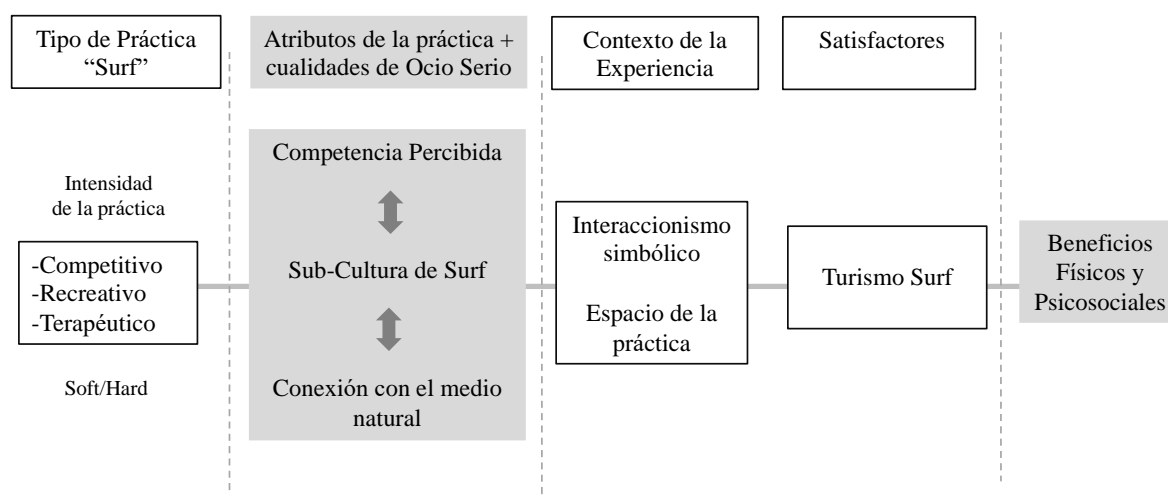 Tipo de Práctica
“Surf”
Atributos de la práctica +
cualidades de Ocio Serio
Contexto de la
Experiencia
Satisfactores
Intensidad
de la práctica
-Competitivo
-Recreativo
-Terapéutico
Soft/Hard
Competencia Percibida
Sub-Cultura de Surf
Conexión con el medio
natural
Interaccionismo
simbólico
Espacio de la
práctica
Turismo Surf
Beneficios
Físicos y
Psicosociales